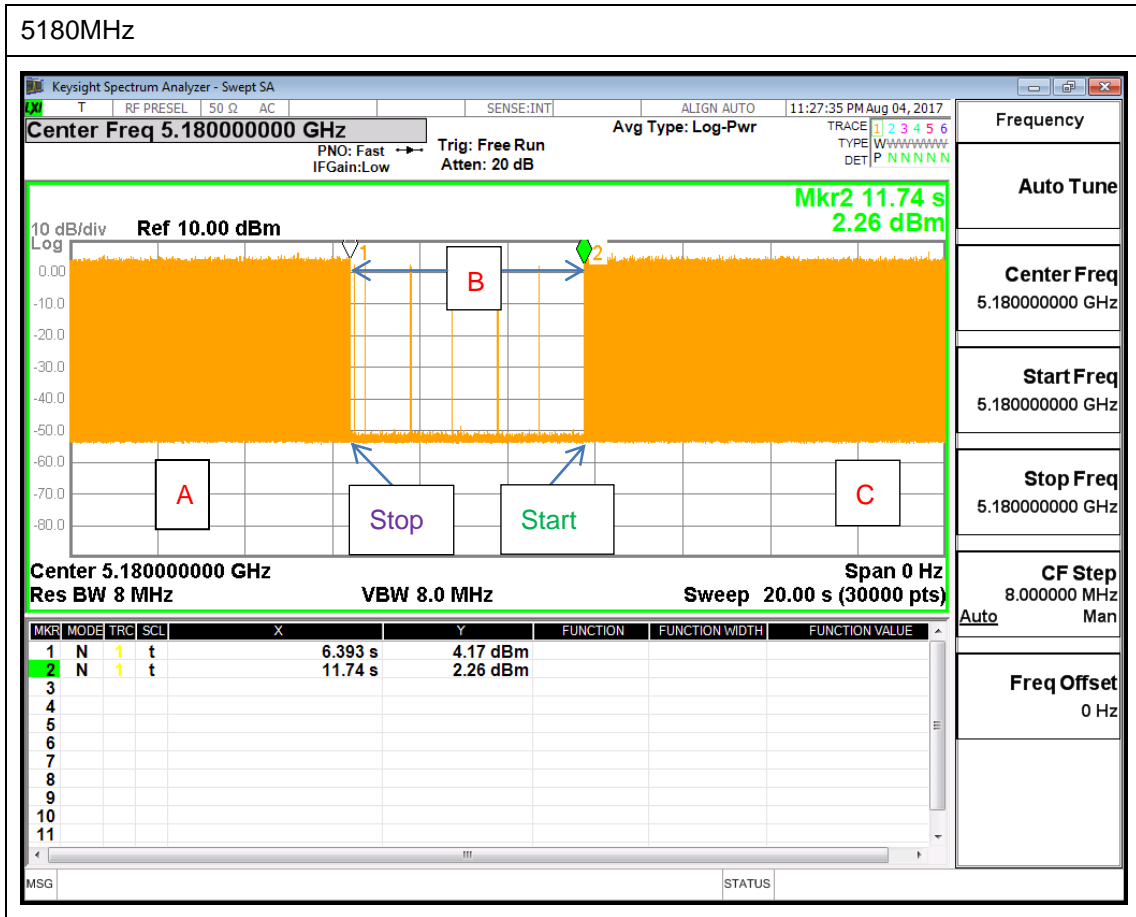 5180MHz
Keysight Spectrum Analyzer - Swept SA
LXI T RF PRESEL 50 Ω AC SENSE:INT ALIGN AUTO 11:27:35 PM Aug 04, 2017
Center Freq 5.180000000 GHz
PNO: Fast
IFGain:Low
Trig: Free Run
Atten: 20 dB
Avg Type: Log-Pwr
TRACE 1 2 3 4 5 6
TYPE WWWWWWW
DET P N N N N N
Mkr2 11.74 s
2.26 dBm
10 dB/div Ref 10.00 dBm
Log
0.00
-10.0
-20.0
-30.0
-40.0
-50.0
-60.0
-70.0
-80.0
1
2
B
A
C
Stop
Start
Center 5.180000000 GHz Span 0 Hz
Res BW 8 MHz VBW 8.0 MHz Sweep 20.00 s (30000 pts)
MKR MODE TRC SCL X Y FUNCTION FUNCTION WIDTH FUNCTION VALUE
1 N 1 t 6.393 s 4.17 dBm
2 N 1 t 11.74 s 2.26 dBm
3
4
5
6
7
8
9
10
11
MSG STATUS
Frequency
Auto Tune
Center Freq
5.180000000 GHz
Start Freq
5.180000000 GHz
Stop Freq
5.180000000 GHz
CF Step
8.000000 MHz
Auto Man
Freq Offset
0 Hz